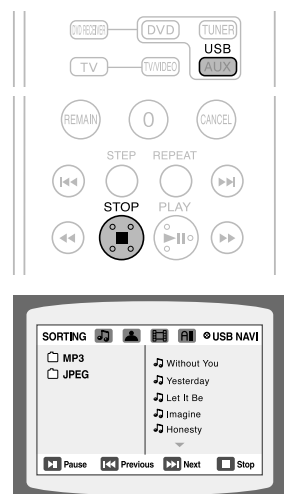 DVD RECEIVER DVD TUNER
USB
TV TV/VIDEO AUX
REMAIN 0 CANCEL
STEP REPEAT
STOP PLAY
SORTING USB NAVI
MP3
JPEG
Without You
Yesterday
Let It Be
Imagine
Honesty
Pause Previous Next Stop